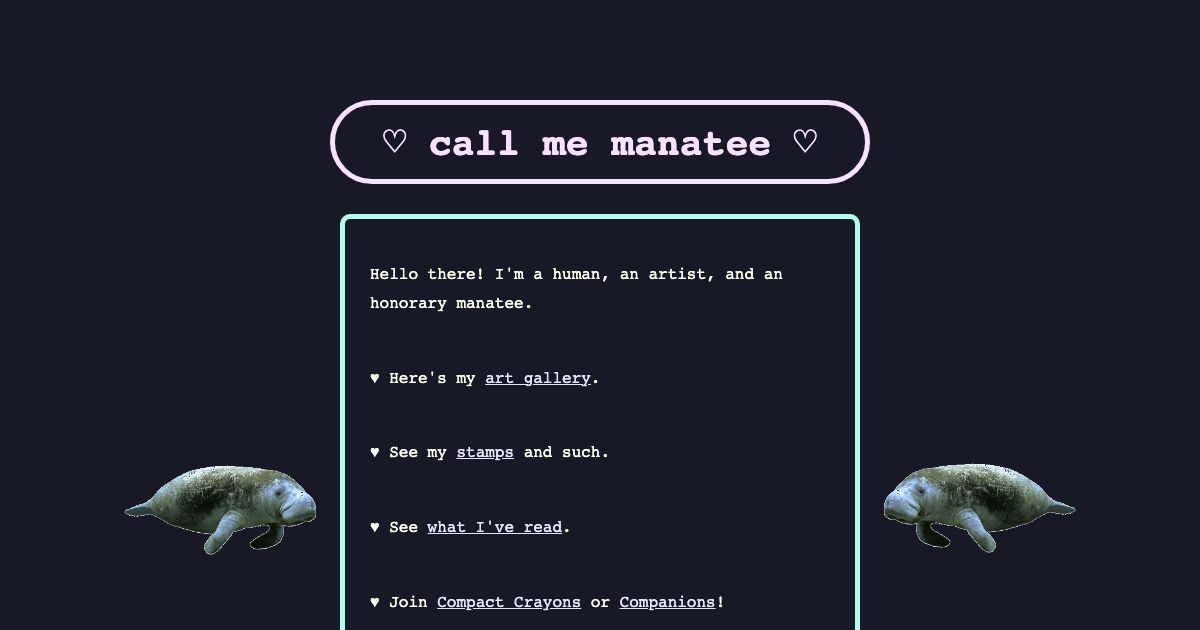 ♡ call me manatee ♡
Hello there! I'm a human, an artist, and an
honorary manatee.
♥ Here's my art gallery.
♥ See my stamps and such.
♥ See what I've read.
♥ Join Compact Crayons or Companions!